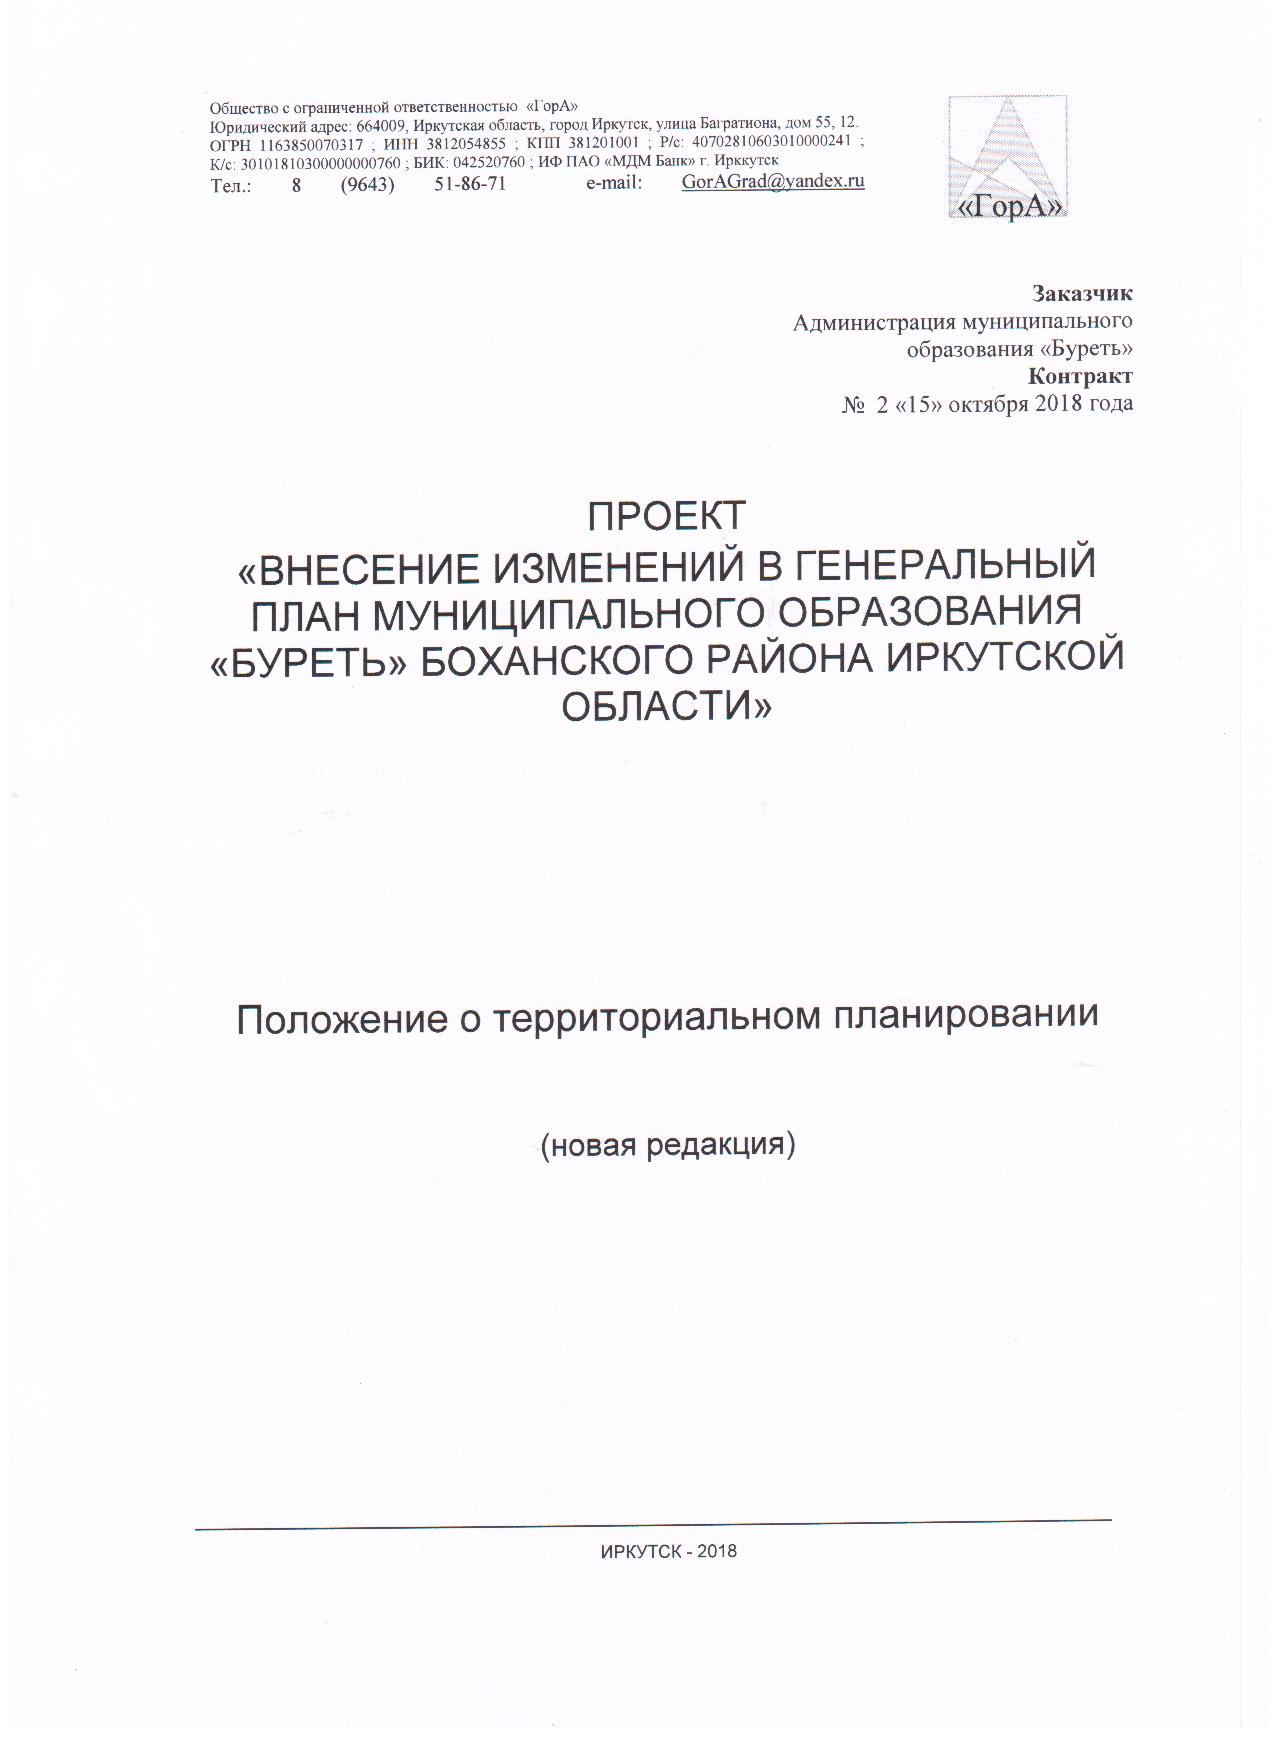 Общество с ограниченной ответственностью «ГорА»
Юридический адрес: 664009, Иркутская область, город Иркутск, улица Багратиона, дом 55, 12.
ОГРН 1163850070317 ; ИНН 3812054855 ; КПП 381201001 ; Р/с: 40702810603010000241 ;
К/с: 30101810300000000760 ; БИК: 042520760 ; ИФ ПАО «МДМ Банк» г. Ирккутск
Тел.: 8 (9643) 51-86-71 e-mail: GorAGrad@yandex.ru
«ГорА»
Заказчик
Администрация муниципального
образования «Буреть»
Контракт
№ 2 «15» октября 2018 года
ПРОЕКТ
«ВНЕСЕНИЕ ИЗМЕНЕНИЙ В ГЕНЕРАЛЬНЫЙ
ПЛАН МУНИЦИПАЛЬНОГО ОБРАЗОВАНИЯ
«БУРЕТЬ» БОХАНСКОГО РАЙОНА ИРКУТСКОЙ
ОБЛАСТИ»
Положение о территориальном планировании
(новая редакция)
ИРКУТСК - 2018